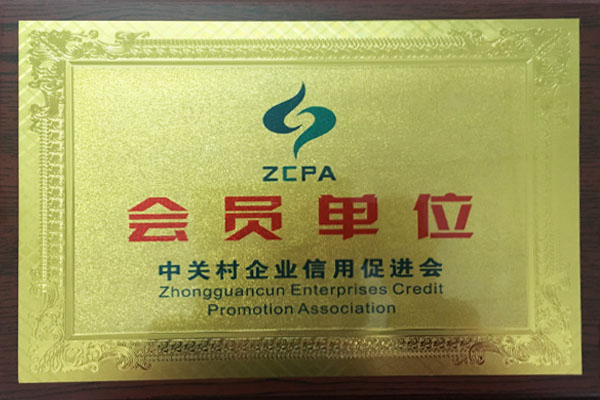 ZCPA
会员单位
中关村企业信用促进会
Zhongguancun Enterprises Credit
Promotion Association